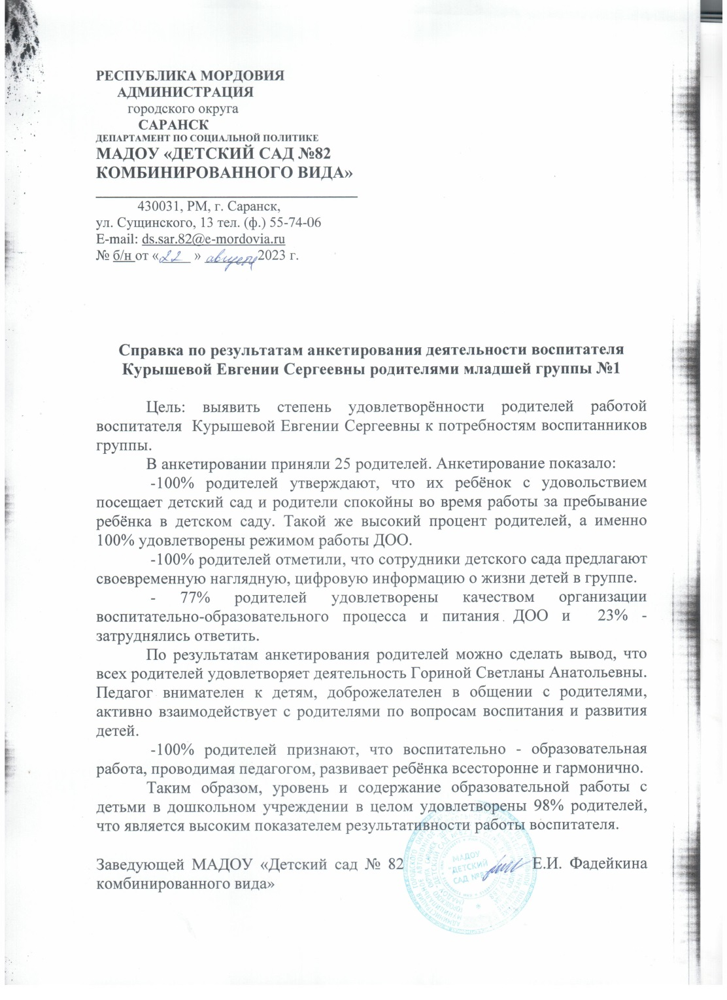 РЕСПУБЛИКА МОРДОВИЯ
АДМИНИСТРАЦИЯ
городского округа
САРАНСК
ДЕПАРТАМЕНТ ПО СОЦИАЛЬНОЙ ПОЛИТИКЕ
МАДОУ «ДЕТСКИЙ САД №82
КОМБИНИРОВАННОГО ВИДА»
430031, РМ, г. Саранск,
ул. Сущинского, 13 тел. (ф.) 55-74-06
E-mail: ds.sar.82@e-mordovia.ru
№ б/н от «22» августа 2023 г.
Справка по результатам анкетирования деятельности воспитателя
Курышевой Евгении Сергеевны родителями младшей группы №1
Цель: выявить степень удовлетворённости родителей работой
воспитателя Курышевой Евгении Сергеевны к потребностям воспитанников
группы.
В анкетировании приняли 25 родителей. Анкетирование показало:
-100% родителей утверждают, что их ребёнок с удовольствием
посещает детский сад и родители спокойны во время работы за пребывание
ребёнка в детском саду. Такой же высокий процент родителей, а именно
100% удовлетворены режимом работы ДОО.
-100% родителей отметили, что сотрудники детского сада предлагают
своевременную наглядную, цифровую информацию о жизни детей в группе.
- 77% родителей удовлетворены качеством организации
воспитательно-образовательного процесса и питания ДОО и 23% -
затруднялись ответить.
По результатам анкетирования родителей можно сделать вывод, что
всех родителей удовлетворяет деятельность Гориной Светланы Анатольевны.
Педагог внимателен к детям, доброжелателен в общении с родителями,
активно взаимодействует с родителями по вопросам воспитания и развития
детей.
-100% родителей признают, что воспитательно - образовательная
работа, проводимая педагогом, развивает ребёнка всесторонне и гармонично.
Таким образом, уровень и содержание образовательной работы с
детьми в дошкольном учреждении в целом удовлетворены 98% родителей,
что является высоким показателем результативности работы воспитателя.
Заведующей МАДОУ «Детский сад № 82 Е.И. Фадейкина
комбинированного вида»
МАДОУ
"ДЕТСКИЙ
САД №82